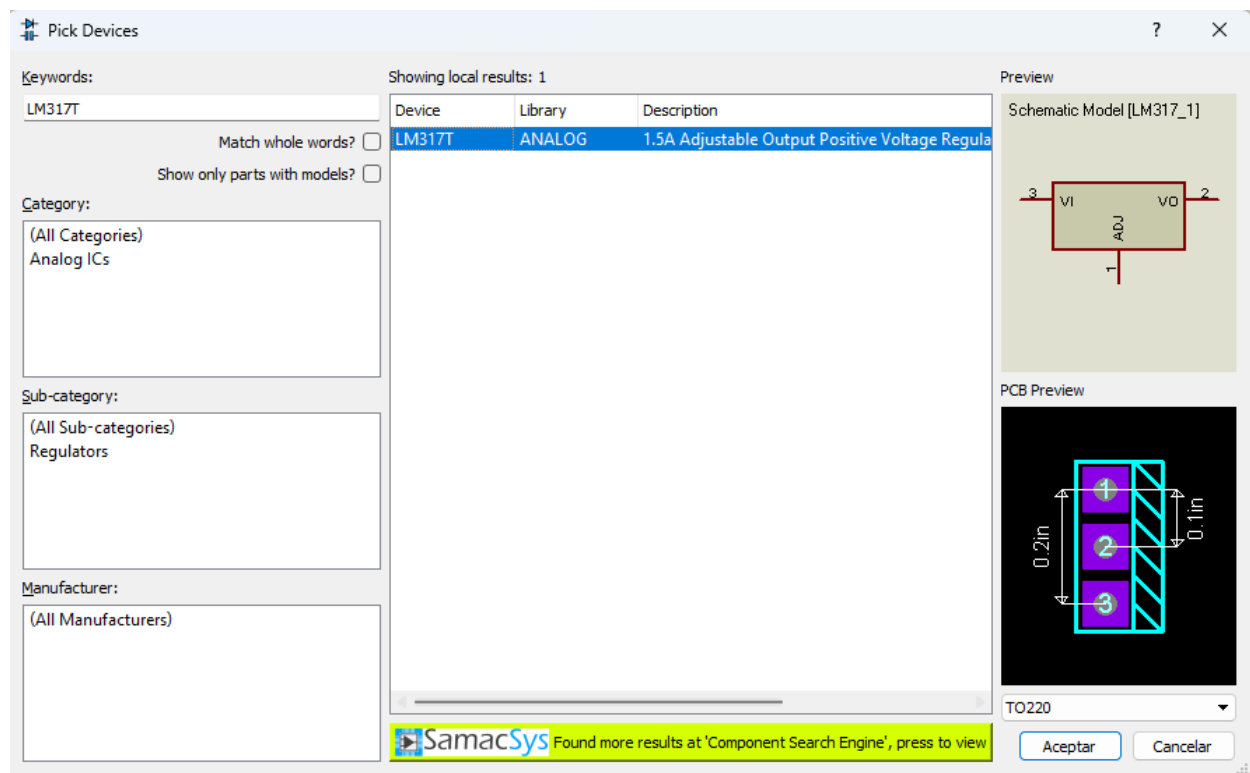 Pick Devices
?
Keywords:
LM317T
Match whole words?
Show only parts with models?
Category:
(All Categories)
Analog ICs
Sub-category:
(All Sub-categories)
Regulators
Manufacturer:
(All Manufacturers)
Showing local results: 1
Device Library Description
LM317T ANALOG 1.5A Adjustable Output Positive Voltage Regula
SamacSys Found more results at 'Component Search Engine', press to view
Preview
Schematic Model [LM317_1]
3 VI VO 2
ADJ
1
PCB Preview
1
2
3
0.2in
0.1in
TO220
Aceptar Cancelar